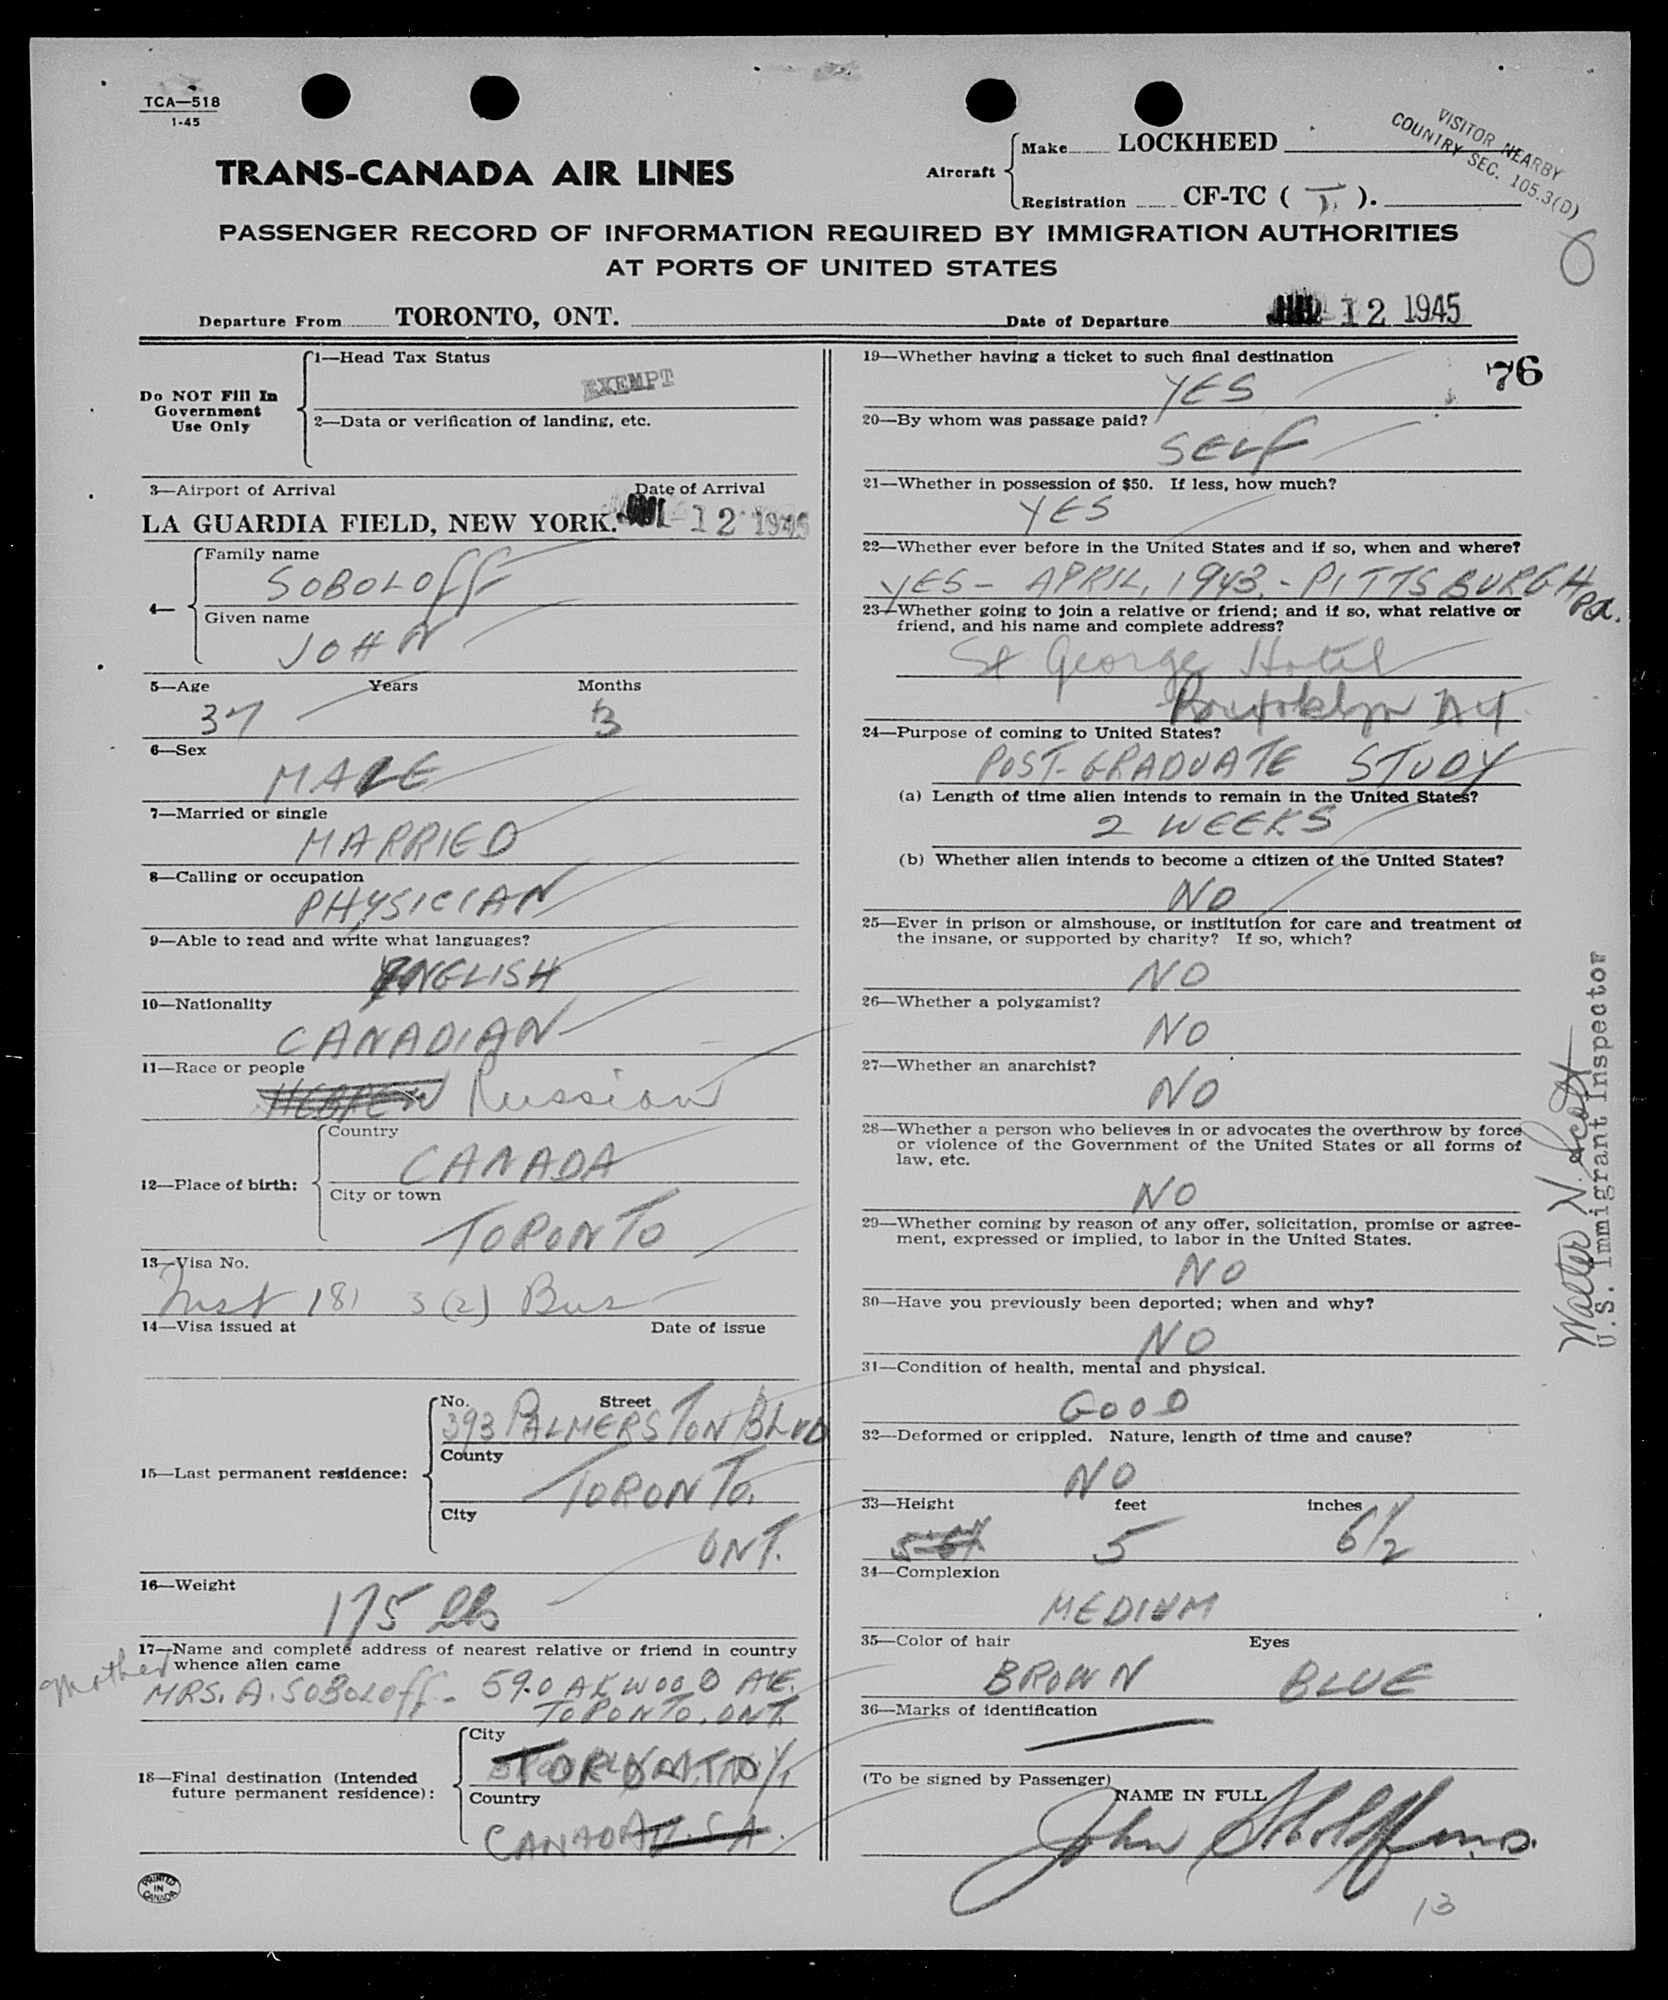 TCA—518
1-45
TRANS-CANADA AIR LINES
Aircraft
Make LOCKHEED
Registration CF-TC ( T ).
VISITOR NEARBY
COUNTRY SEC. 105.3(D)
PASSENGER RECORD OF INFORMATION REQUIRED BY IMMIGRATION AUTHORITIES
AT PORTS OF UNITED STATES
Departure From TORONTO, ONT.
Date of Departure 12 1945
Do NOT Fill In
Government
Use Only
1—Head Tax Status
EXEMPT
2—Data or verification of landing, etc.
3—Airport of Arrival Date of Arrival
LA GUARDIA FIELD, NEW YORK. 12 1945
4—
Family name
SOBOLOFF
Given name
JOHN
5—Age Years Months
37 3
6—Sex
MALE
7—Married or single
MARRIED
8—Calling or occupation
PHYSICIAN
9—Able to read and write what languages?
ENGLISH
10—Nationality
CANADIAN
11—Race or people
HEBREW Russian
12—Place of birth:
Country
CANADA
City or town
TORONTO
13—Visa No.
Inst 181 3(2) Bus
14—Visa issued at Date of issue
15—Last permanent residence:
No. Street
393 PALMERSTON BLVD
County
TORONTO.
City
ONT.
16—Weight
175 lbs
17—Name and complete address of nearest relative or friend in country
whence alien came
Mother
MRS. A. SOBOLOFF - 590 AKWOOD AVE.
TORONTO, ONT.
18—Final destination (Intended
future permanent residence):
City
TORONTO
Country
CANADA U.S.A.
PRINTED
IN
CANADA
19—Whether having a ticket to such final destination
YES
76
20—By whom was passage paid?
SELF
21—Whether in possession of $50. If less, how much?
YES
22—Whether ever before in the United States and if so, when and where?
YES - APRIL, 1943. - PITTSBURGH Pa.
23—Whether going to join a relative or friend; and if so, what relative or
friend, and his name and complete address?
St George Hotel
Brooklyn NY
24—Purpose of coming to United States?
POST-GRADUATE STUDY
(a) Length of time alien intends to remain in the United States?
2 WEEKS
(b) Whether alien intends to become a citizen of the United States?
NO
25—Ever in prison or almshouse, or institution for care and treatment of
the insane, or supported by charity? If so, which?
NO
26—Whether a polygamist?
NO
27—Whether an anarchist?
NO
28—Whether a person who believes in or advocates the overthrow by force
or violence of the Government of the United States or all forms of
law, etc.
NO
29—Whether coming by reason of any offer, solicitation, promise or agree-
ment, expressed or implied, to labor in the United States.
NO
30—Have you previously been deported; when and why?
NO
31—Condition of health, mental and physical.
GOOD
32—Deformed or crippled. Nature, length of time and cause?
NO
33—Height feet inches
5 6½
34—Complexion
MEDIUM
35—Color of hair Eyes
BROWN BLUE
36—Marks of identification
(To be signed by Passenger)
NAME IN FULL
John Soboloff M.D.
13
Walter N. Scott
U.S. Immigrant Inspector